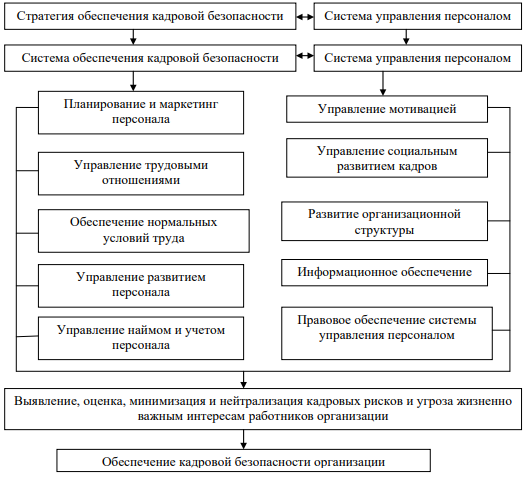 Стратегия обеспечения кадровой безопасности
Система управления персоналом
Система обеспечения кадровой безопасности
Система управления персоналом
Планирование и маркетинг
персонала
Управление трудовыми
отношениями
Обеспечение нормальных
условий труда
Управление развитием
персонала
Управление наймом и учетом
персонала
Управление мотивацией
Управление социальным
развитием кадров
Развитие организационной
структуры
Информационное обеспечение
Правовое обеспечение системы
управления персоналом
Выявление, оценка, минимизация и нейтрализация кадровых рисков и угроза жизненно
важным интересам работников организации
Обеспечение кадровой безопасности организации